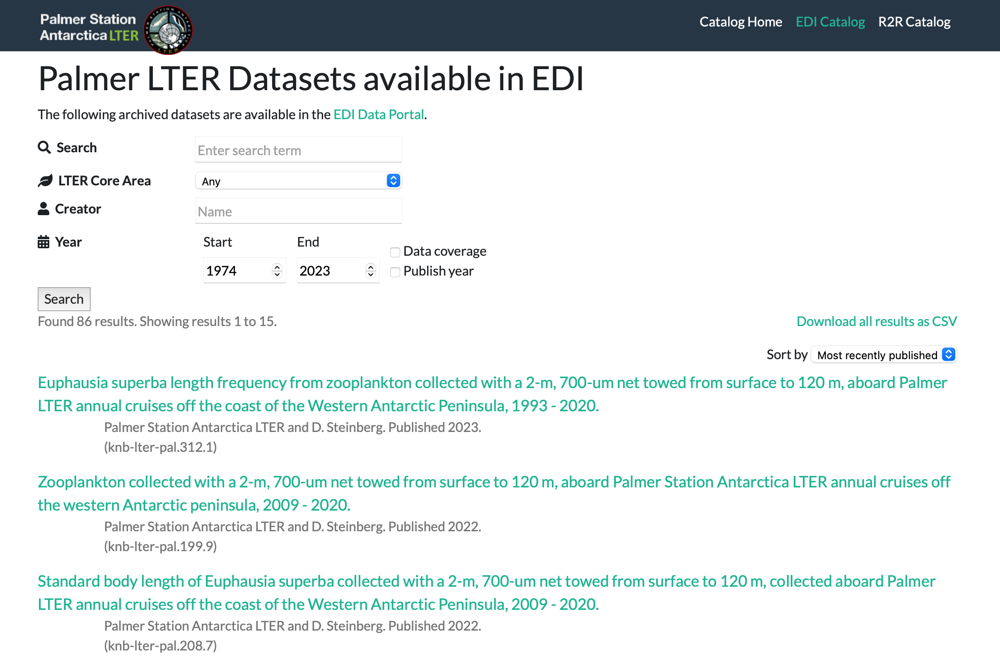 Palmer Station
Antarctica LTER
PALMER STATION ANTARCTICA
LTER
Catalog Home EDI Catalog R2R Catalog
Palmer LTER Datasets available in EDI
The following archived datasets are available in the EDI Data Portal.
Search Enter search term
LTER Core Area Any
Creator Name
Year Start End
Data coverage
1974 2023 Publish year
Search
Found 86 results. Showing results 1 to 15. Download all results as CSV
Sort by Most recently published
Euphausia superba length frequency from zooplankton collected with a 2-m, 700-um net towed from surface to 120 m, aboard Palmer
LTER annual cruises off the coast of the Western Antarctic Peninsula, 1993 - 2020.
Palmer Station Antarctica LTER and D. Steinberg. Published 2023.
(knb-lter-pal.312.1)
Zooplankton collected with a 2-m, 700-um net towed from surface to 120 m, aboard Palmer Station Antarctica LTER annual cruises off
the western Antarctic peninsula, 2009 - 2020.
Palmer Station Antarctica LTER and D. Steinberg. Published 2022.
(knb-lter-pal.199.9)
Standard body length of Euphausia superba collected with a 2-m, 700-um net towed from surface to 120 m, collected aboard Palmer
LTER annual cruises off the coast of the Western Antarctic Peninsula, 2009 - 2020.
Palmer Station Antarctica LTER and D. Steinberg. Published 2022.
(knb-lter-pal.208.7)